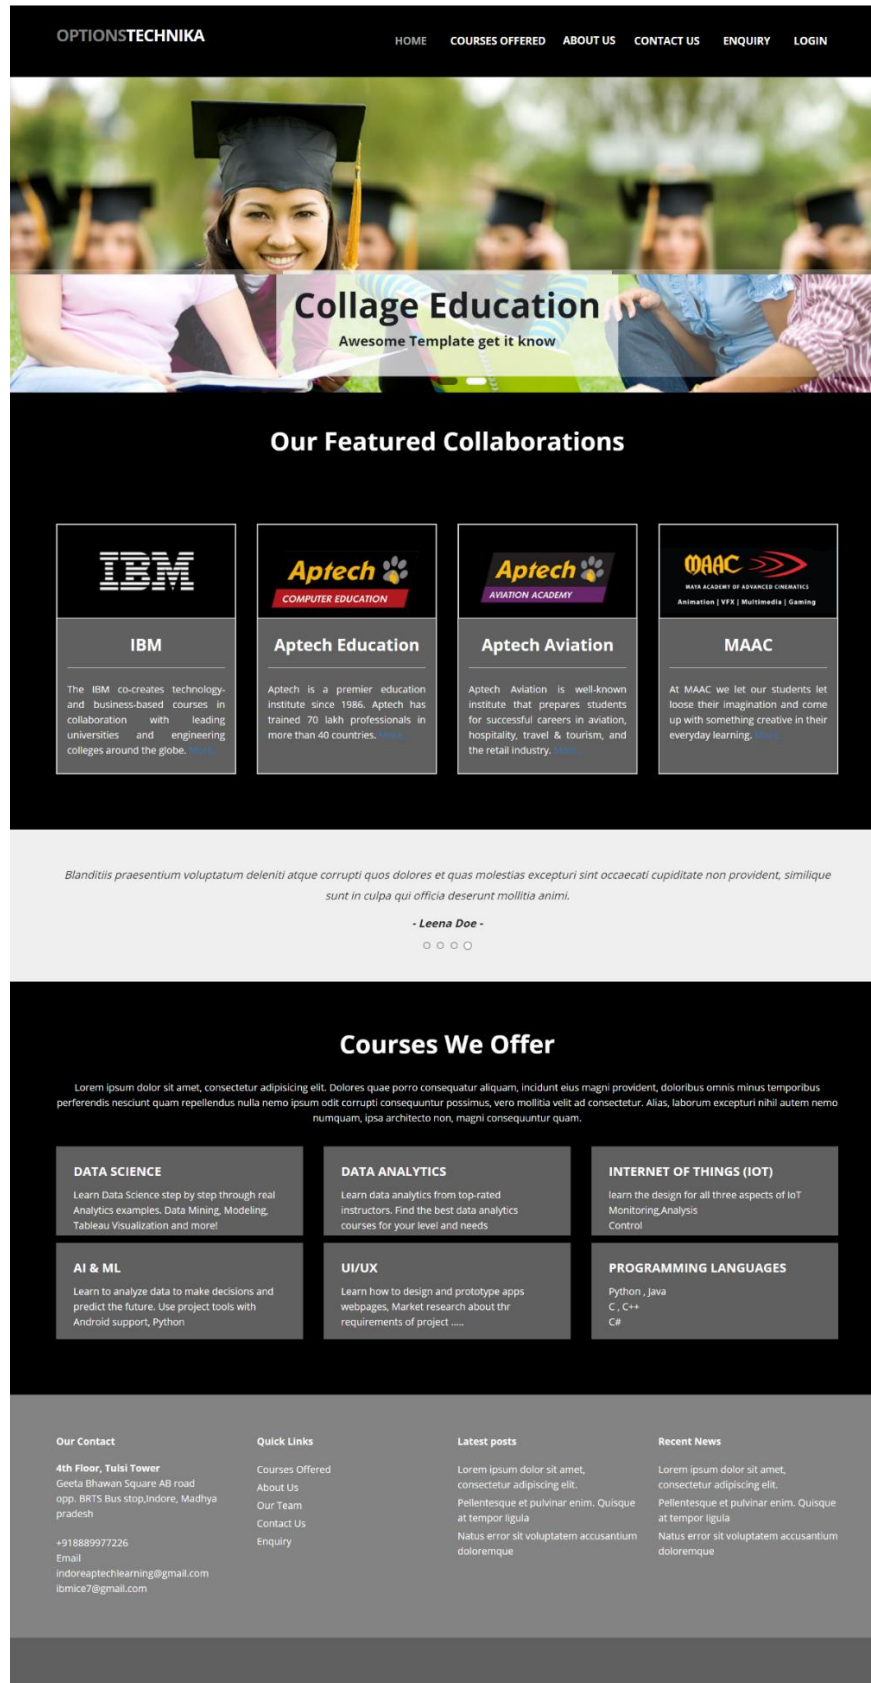 OPTIONSTECHNIKA
HOME COURSES OFFERED ABOUT US CONTACT US ENQUIRY LOGIN
Collage Education
Awesome Template get it know
Our Featured Collaborations
IBM
IBM
The IBM co-creates technology-
and business-based courses in
collaboration with leading
universities and engineering
colleges around the globe. More..
Aptech
COMPUTER EDUCATION
Aptech Education
Aptech is a premier education
institute since 1986. Aptech has
trained 70 lakh professionals in
more than 40 countries. More..
Aptech
AVIATION ACADEMY
Aptech Aviation
Aptech Aviation is well-known
institute that prepares students
for successful careers in aviation,
hospitality, travel & tourism, and
the retail industry. More..
MAAC
MAYA ACADEMY OF ADVANCED CINEMATICS
Animation | VFX | Multimedia | Gaming
MAAC
At MAAC we let our students let
loose their imagination and come
up with something creative in their
everyday learning. More..
Blanditiis praesentium voluptatum deleniti atque corrupti quos dolores et quas molestias excepturi sint occaecati cupiditate non provident, similique
sunt in culpa qui officia deserunt mollitia animi.
- Leena Doe -
Courses We Offer
Lorem ipsum dolor sit amet, consectetur adipisicing elit. Dolores quae porro consequatur aliquam, incidunt eius magni provident, doloribus omnis minus temporibus
perferendis nesciunt quam repellendus nulla nemo ipsum odit corrupti consequuntur possimus, vero mollitia velit ad consectetur. Alias, laborum excepturi nihil autem nemo
numquam, ipsa architecto non, magni consequuntur quam.
DATA SCIENCE
Learn Data Science step by step through real
Analytics examples. Data Mining, Modeling,
Tableau Visualization and more!
DATA ANALYTICS
Learn data analytics from top-rated
instructors. Find the best data analytics
courses for your level and needs
INTERNET OF THINGS (IOT)
learn the design for all three aspects of IoT
Monitoring,Analysis
Control
AI & ML
Learn to analyze data to make decisions and
predict the future. Use project tools with
Android support, Python
UI/UX
Learn how to design and prototype apps
webpages, Market research about thr
requirements of project .....
PROGRAMMING LANGUAGES
Python , Java
C , C++
C#
Our Contact
4th Floor, Tulsi Tower
Geeta Bhawan Square AB road
opp. BRTS Bus stop,Indore, Madhya
pradesh
+918889977226
Email
indoreaptechlearning@gmail.com
ibmice7@gmail.com
Quick Links
Courses Offered
About Us
Our Team
Contact Us
Enquiry
Latest posts
Lorem ipsum dolor sit amet,
consectetur adipiscing elit.
Pellentesque et pulvinar enim. Quisque
at tempor ligula
Natus error sit voluptatem accusantium
doloremque
Recent News
Lorem ipsum dolor sit amet,
consectetur adipiscing elit.
Pellentesque et pulvinar enim. Quisque
at tempor ligula
Natus error sit voluptatem accusantium
doloremque